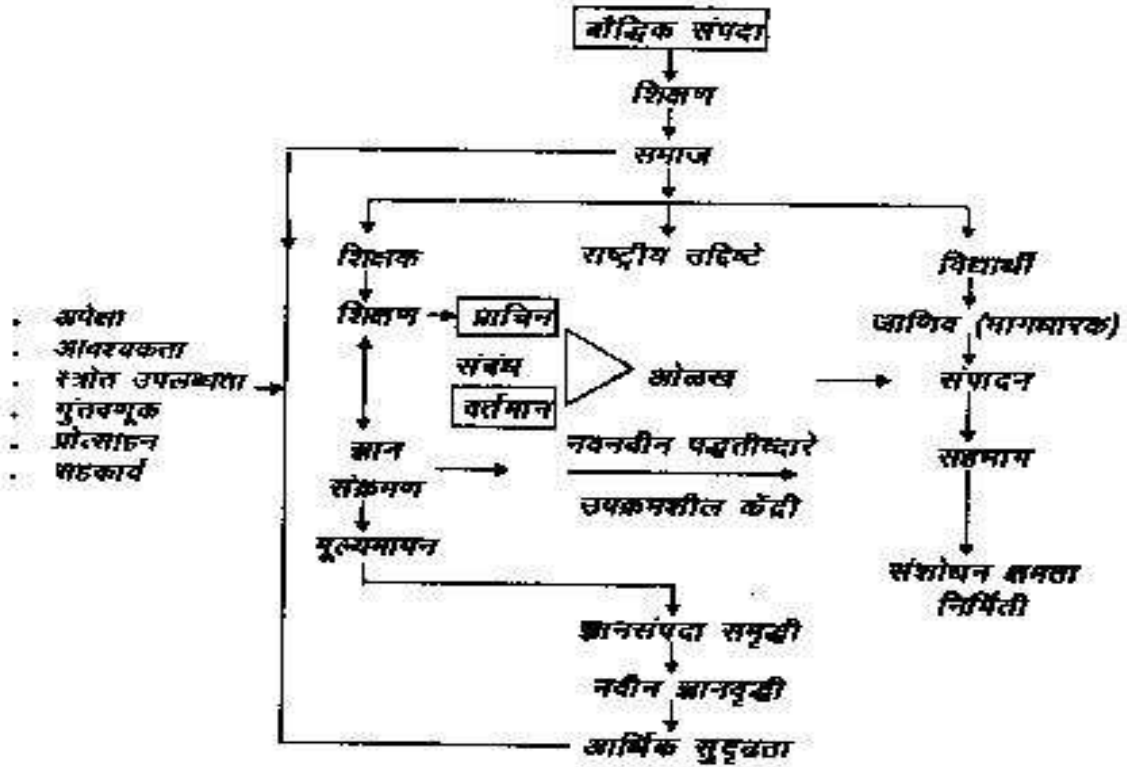 बौद्धिक संपदा
शिक्षण
समाज
शिक्षक राष्ट्रीय उदिष्टे विद्यार्थी
शिक्षण प्राचिन जाणिव (भागधारक)
संबंध
वर्तमान
ओळख संपादन
• अपेक्षा
• आवश्यकता
• स्त्रोत उपलब्धता
• गुंतवणूक
• प्रोत्साहन
• सहकार्य
ज्ञान
संक्रमण
नवनवीन पद्धतीव्दारे
उपक्रमशील केंद्री
सहभाग
मूल्यमापन
संशोधन क्षमता
निर्मिती
ज्ञानसंपदा समृद्धी
नवीन ज्ञानवृद्धी
आर्थिक सुदृढता